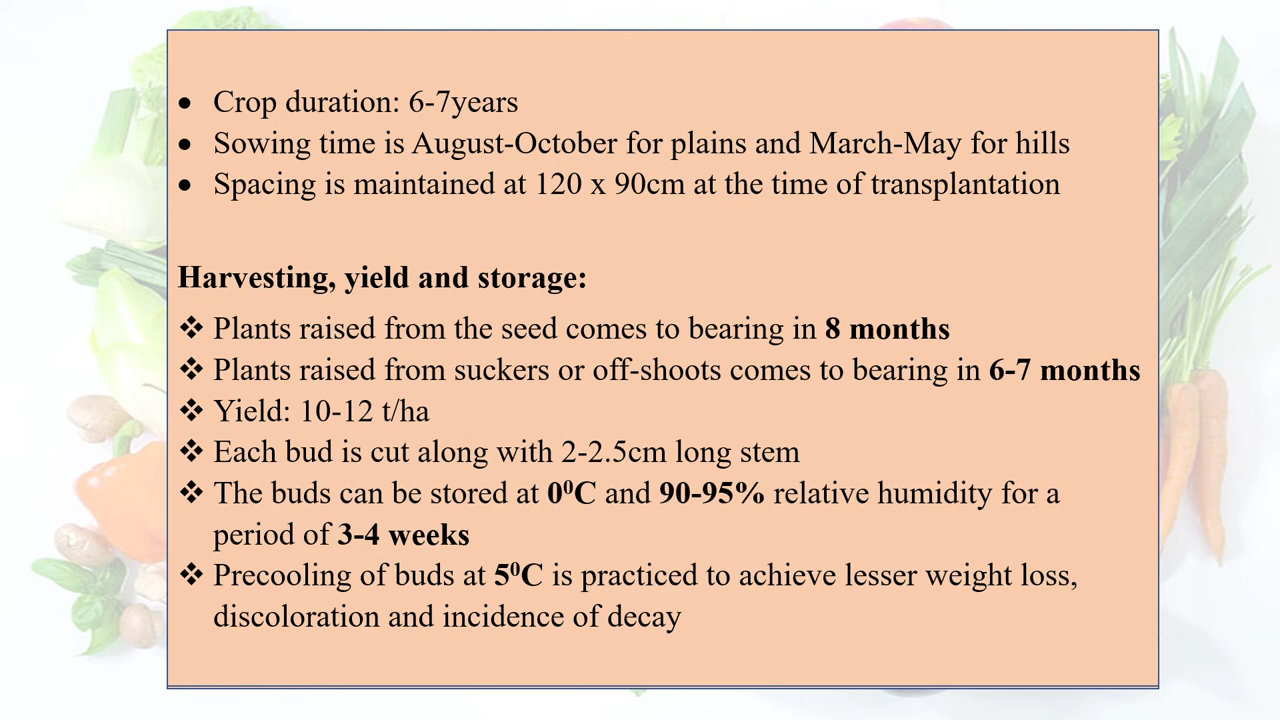 • Crop duration: 6-7years
• Sowing time is August-October for plains and March-May for hills
• Spacing is maintained at 120 x 90cm at the time of transplantation
Harvesting, yield and storage:
❖ Plants raised from the seed comes to bearing in 8 months
❖ Plants raised from suckers or off-shoots comes to bearing in 6-7 months
❖ Yield: 10-12 t/ha
❖ Each bud is cut along with 2-2.5cm long stem
❖ The buds can be stored at 0⁰C and 90-95% relative humidity for a
period of 3-4 weeks
❖ Precooling of buds at 5⁰C is practiced to achieve lesser weight loss,
discoloration and incidence of decay